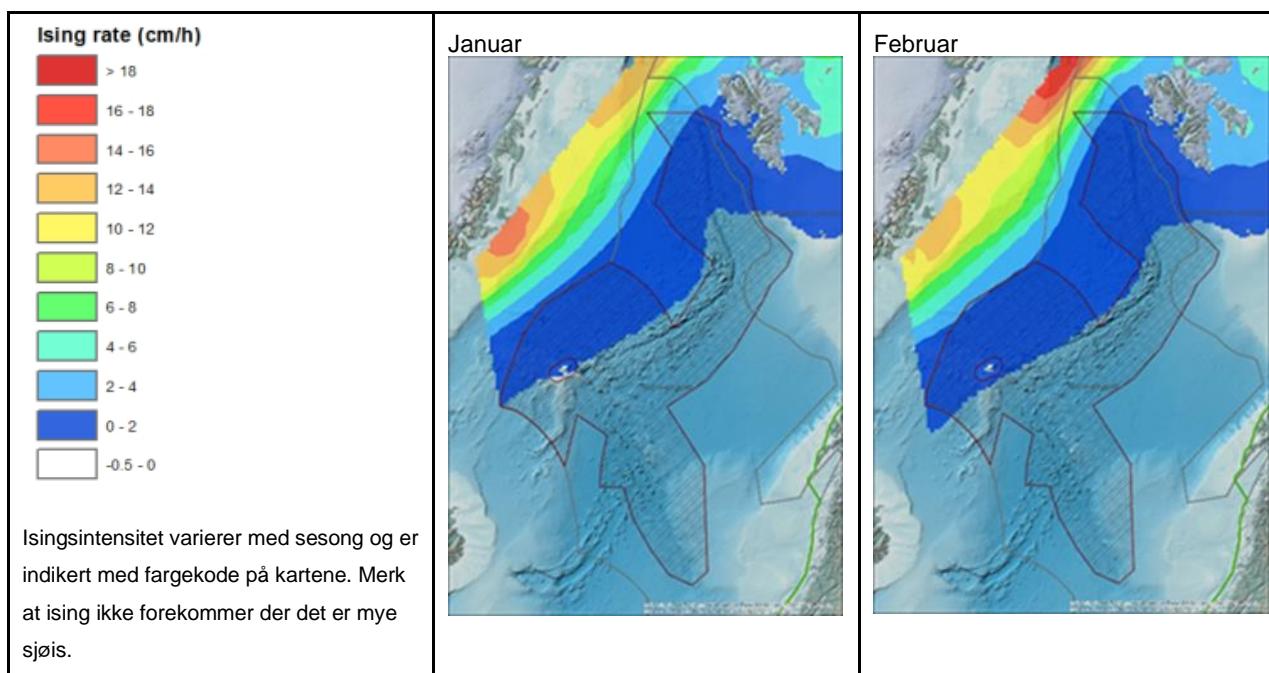 Ising rate (cm/h)
> 18
16 - 18
14 - 16
12 - 14
10 - 12
8 - 10
6 - 8
4 - 6
2 - 4
0 - 2
-0.5 - 0
Isingsintensitet varierer med sesong og er
indikert med fargekode på kartene. Merk
at ising ikke forekommer der det er mye
sjøis.
Januar
Februar